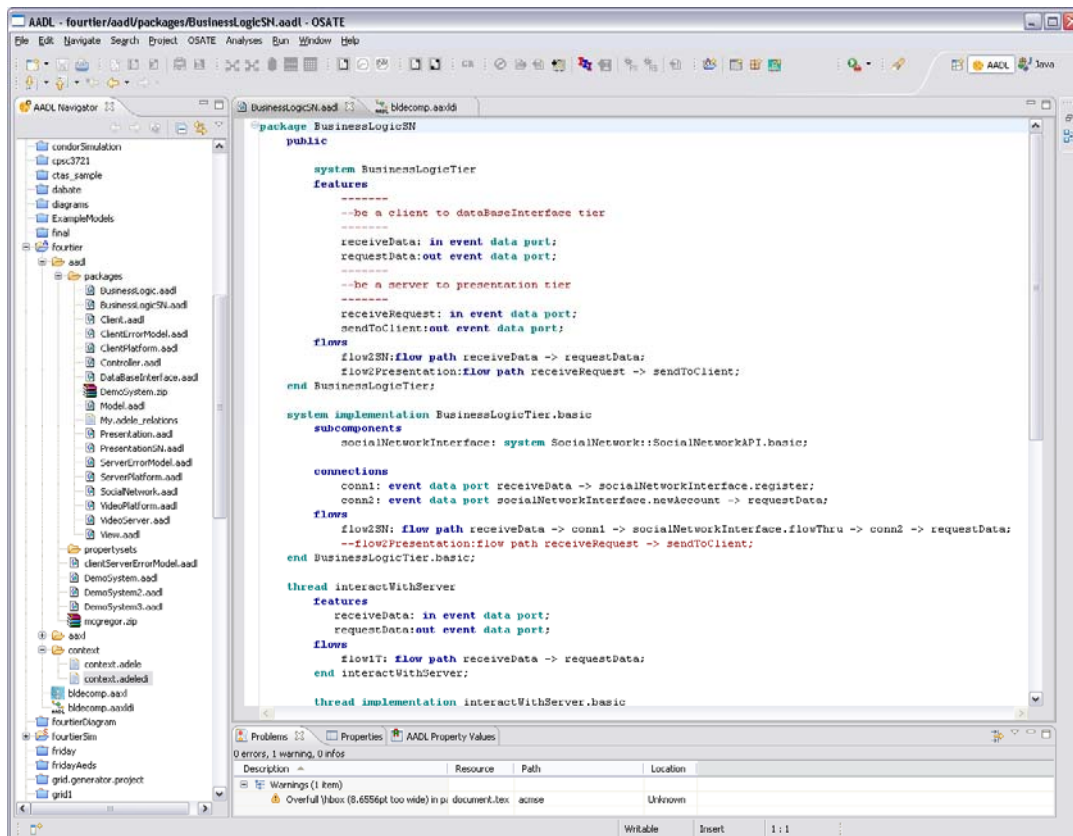 AADL - fourtier/aadl/packages/BusinessLogicSN.aadl - OSATE
File Edit Navigate Search Project OSATE Analyses Run Window Help
AADL Java
AADL Navigator
condorSimulation
cpsc3721
ctas_sample
dabate
diagrams
ExampleModels
final
fourtier
aadl
packages
BusinessLogic.aadl
BusinessLogicSN.aadl
Client.aadl
ClientErrorModel.aadl
ClientPlatform.aadl
Controller.aadl
DataBaseInterface.aadl
DemoSystem.zip
Model.aadl
My.adele_relations
Presentation.aadl
PresentationSN.aadl
ServerErrorModel.aadl
ServerPlatform.aadl
SocialNetwork.aadl
VideoPlatform.aadl
VideoServer.aadl
View.aadl
propertysets
clientServerErrorModel.aadl
DemoSystem.aadl
DemoSystem2.aadl
DemoSystem3.aadl
mcgregor.zip
aaxl
context
context.adele
context.adeledi
bldecomp.aaxl
bldecomp.aaxldi
fourtierDiagram
fourtierSim
friday
fridayAeds
grid.generator.project
grid1
BusinessLogicSN.aadl bldecomp.aaxldi
package BusinessLogicSN
public
system BusinessLogicTier
features
-------
--be a client to dataBaseInterface tier
-------
receiveData: in event data port;
requestData:out event data port;
-------
--be a server to presentation tier
-------
receiveRequest: in event data port;
sendToClient:out event data port;
flows
flow2SN:flow path receiveData -> requestData;
flow2Presentation:flow path receiveRequest -> sendToClient;
end BusinessLogicTier;
system implementation BusinessLogicTier.basic
subcomponents
socialNetworkInterface: system SocialNetwork::SocialNetworkAPI.basic;
connections
conn1: event data port receiveData -> socialNetworkInterface.register;
conn2: event data port socialNetworkInterface.newAccount -> requestData;
flows
flow2SN: flow path receiveData -> conn1 -> socialNetworkInterface.flowThru -> conn2 -> requestData;
--flow2Presentation:flow path receiveRequest -> sendToClient;
end BusinessLogicTier.basic;
thread interactWithServer
features
receiveData: in event data port;
requestData:out event data port;
flows
flow1T: flow path receiveData -> requestData;
end interactWithServer;
thread implementation interactWithServer.basic
Problems Properties AADL Property Values
0 errors, 1 warning, 0 infos
Description Resource Path Location
Warnings (1 item)
Overfull \hbox (8.6556pt too wide) in pa document.tex acmse Unknown
Writable Insert 1 : 1